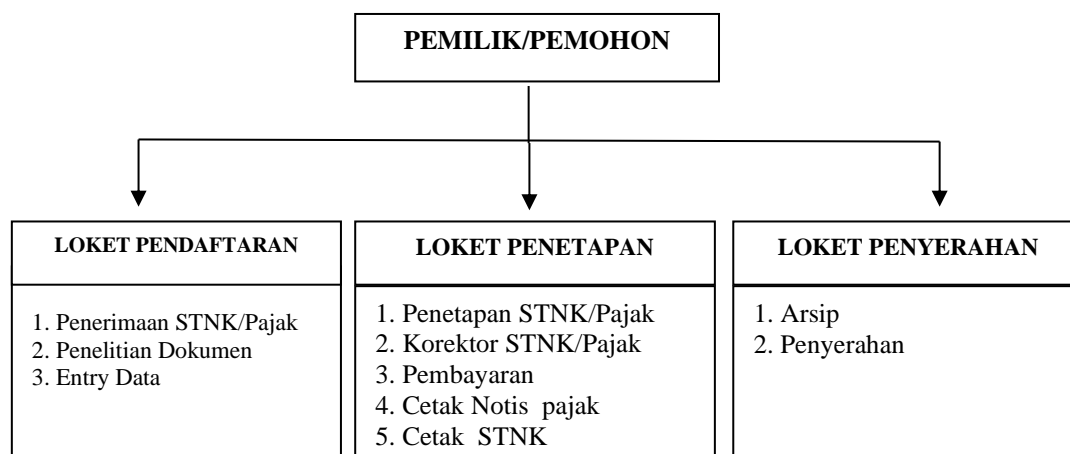 PEMILIK/PEMOHON
LOKET PENDAFTARAN
1. Penerimaan STNK/Pajak
2. Penelitian Dokumen
3. Entry Data
LOKET PENETAPAN
1. Penetapan STNK/Pajak
2. Korektor STNK/Pajak
3. Pembayaran
4. Cetak Notis pajak
5. Cetak STNK
LOKET PENYERAHAN
1. Arsip
2. Penyerahan